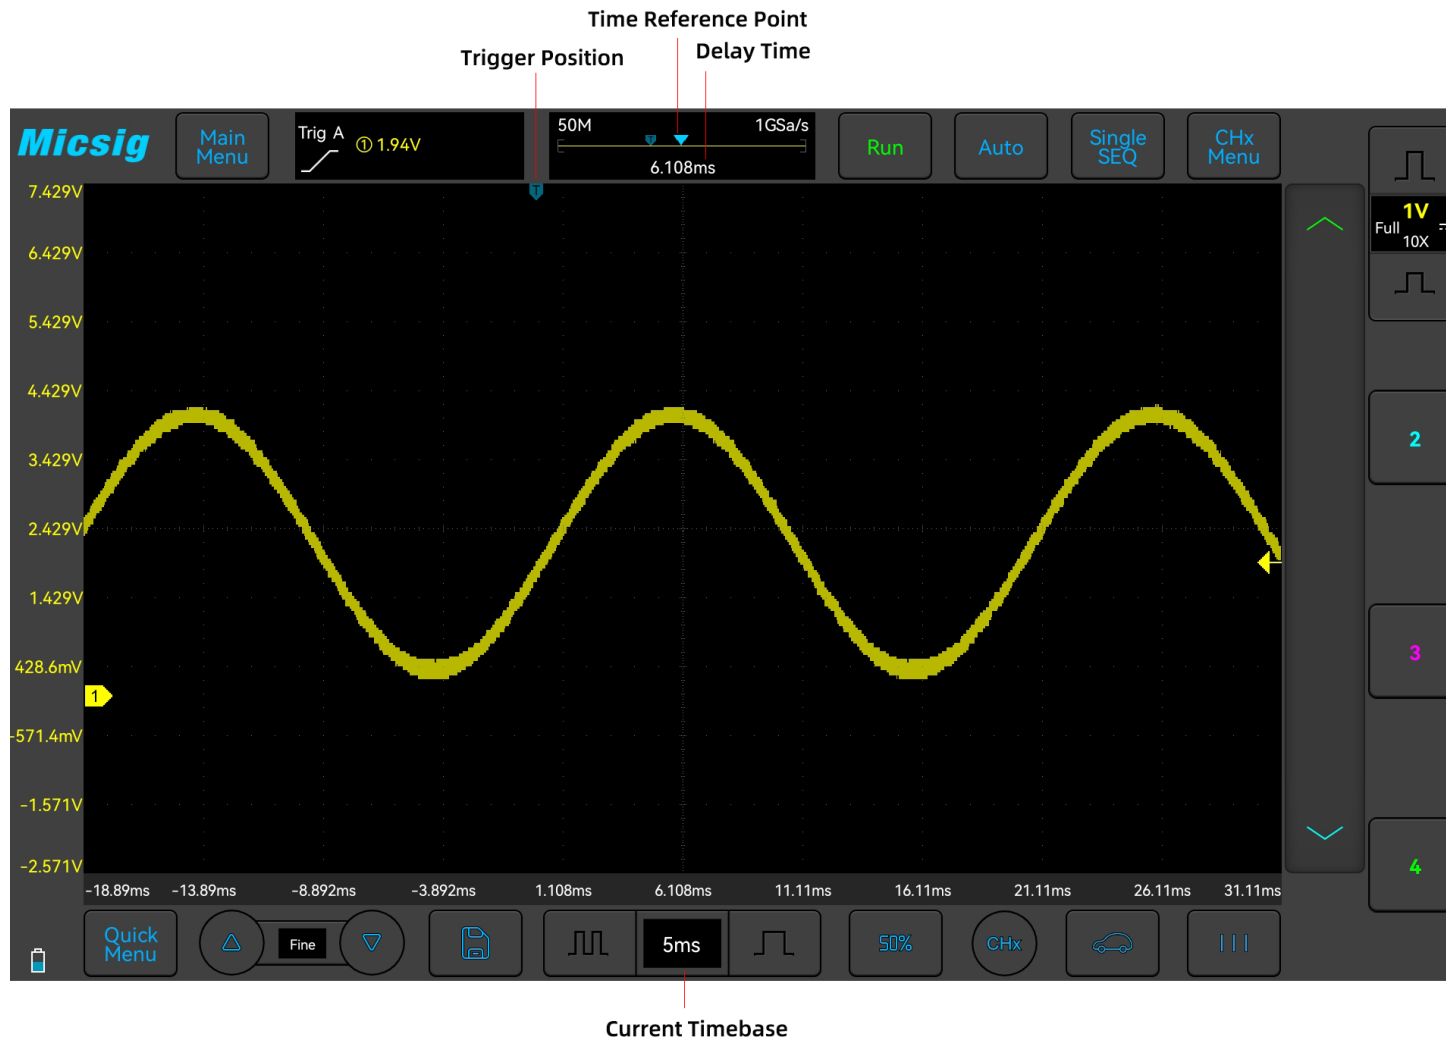 Time Reference Point
Delay Time
Trigger Position
Micsig
Main
Menu
Trig A
① 1.94V
50M
1GSa/s
T
6.108ms
Run
Auto
Single
SEQ
CHx
Menu
T
7.429V
6.429V
5.429V
4.429V
3.429V
2.429V
1.429V
428.6mV
1
-571.4mV
-1.571V
-2.571V
1V
Full
10X
2
3
4
-18.89ms
-13.89ms
-8.892ms
-3.892ms
1.108ms
6.108ms
11.11ms
16.11ms
21.11ms
26.11ms
31.11ms
Quick
Menu
Fine
5ms
50%
CHx
Current Timebase